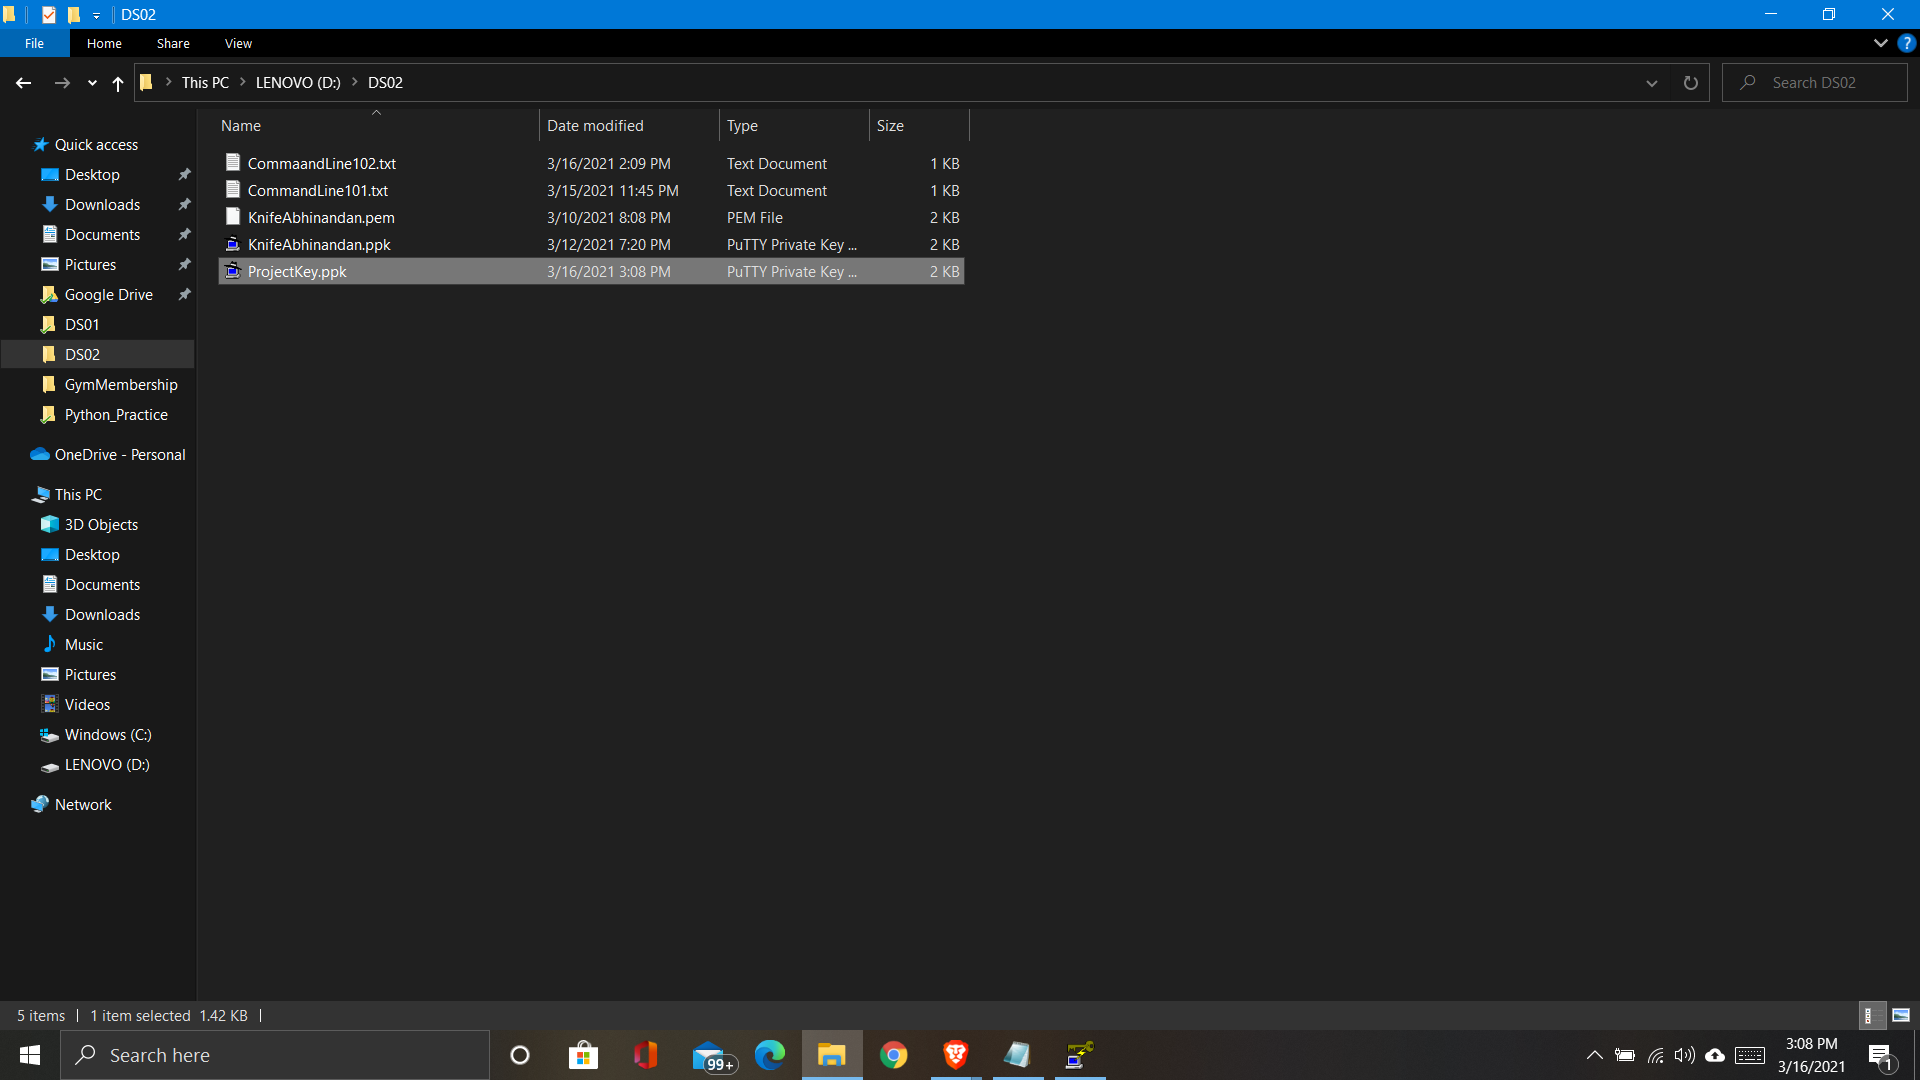 DS02
File Home Share View
?
This PC LENOVO (D:) DS02
Search DS02
Name Date modified Type Size
CommaandLine102.txt 3/16/2021 2:09 PM Text Document 1 KB
CommandLine101.txt 3/15/2021 11:45 PM Text Document 1 KB
KnifeAbhinandan.pem 3/10/2021 8:08 PM PEM File 2 KB
KnifeAbhinandan.ppk 3/12/2021 7:20 PM PuTTY Private Key ... 2 KB
ProjectKey.ppk 3/16/2021 3:08 PM PuTTY Private Key ... 2 KB
Quick access
Desktop
Downloads
Documents
Pictures
Google Drive
DS01
DS02
GymMembership
Python_Practice
OneDrive - Personal
This PC
3D Objects
Desktop
Documents
Downloads
Music
Pictures
Videos
Windows (C:)
LENOVO (D:)
Network
5 items 1 item selected 1.42 KB
Search here
99+
3:08 PM
3/16/2021
1